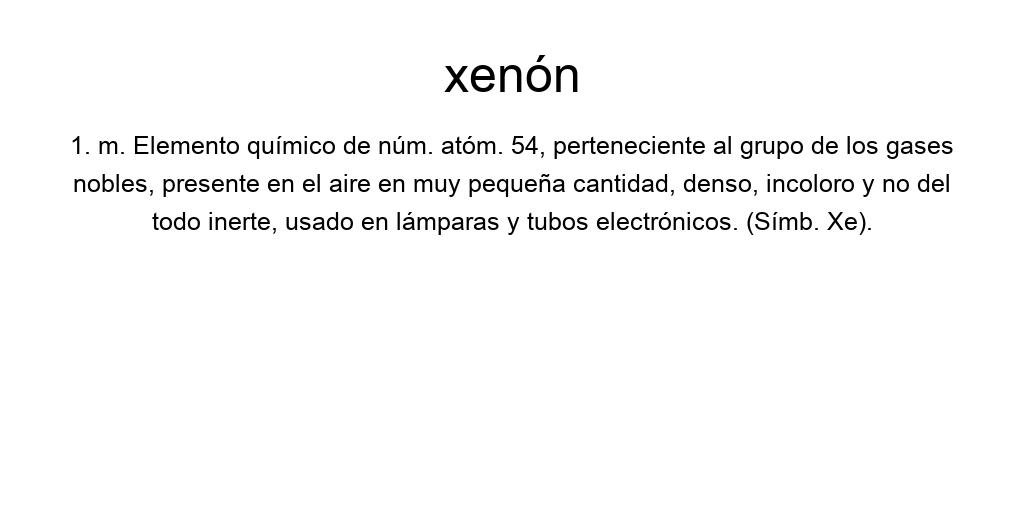 xenón
1. m. Elemento químico de núm. atóm. 54, perteneciente al grupo de los gases
nobles, presente en el aire en muy pequeña cantidad, denso, incoloro y no del
todo inerte, usado en lámparas y tubos electrónicos. (Símb. Xe).